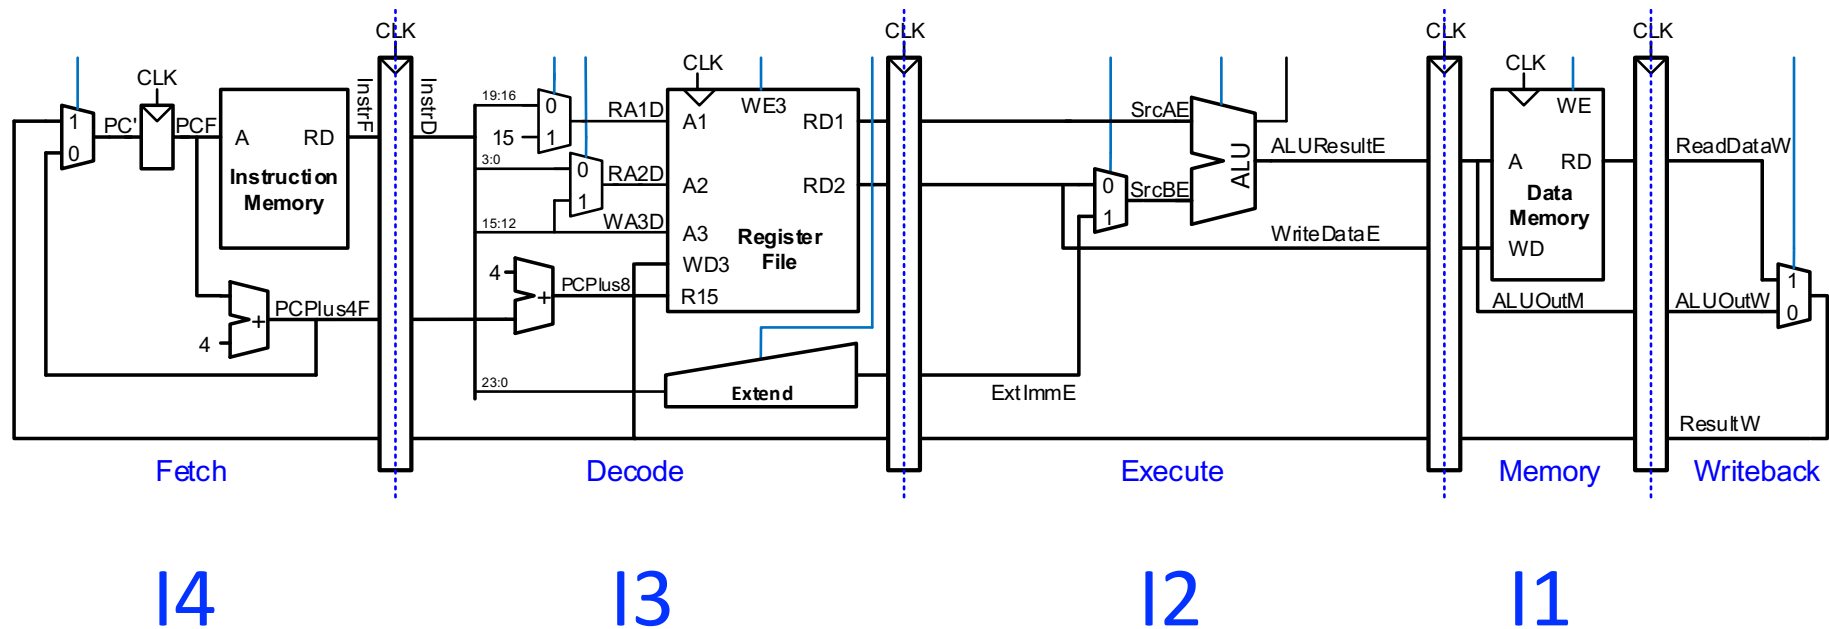 CLK
CLK
CLK
CLK
CLK
1
0
PC'
PCF
A
RD
Instruction
Memory
InstrF
InstrD
PCPlus4F
+
4
19:16
0
15
1
RA1D
3:0
0
1
RA2D
15:12
WA3D
4
+
PCPlus8
23:0
CLK
WE3
A1
RD1
A2
RD2
A3
Register
File
WD3
R15
Extend
ExtImmE
0
1
SrcAE
SrcBE
ALU
ALUResultE
WriteDataE
CLK
WE
A
RD
Data
Memory
WD
ALUOutM
ReadDataW
ALUOutW
1
0
ResultW
Fetch
Decode
Execute
Memory
Writeback
I4
I3
I2
I1